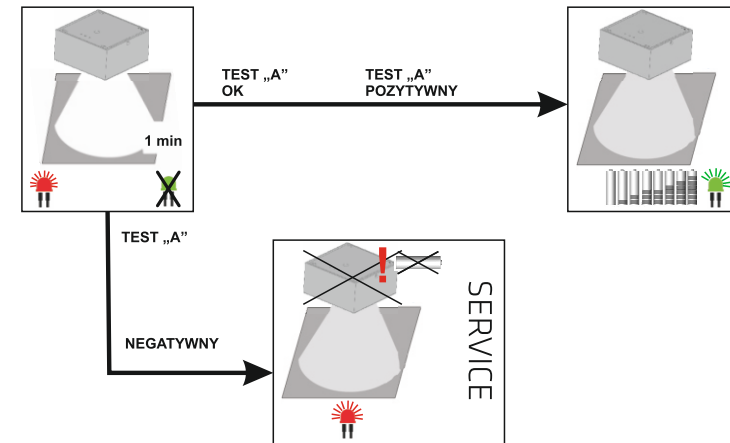 TEST „A”
OK
TEST „A”
POZYTYWNY
1 min
TEST „A”
NEGATYWNY
SERVICE